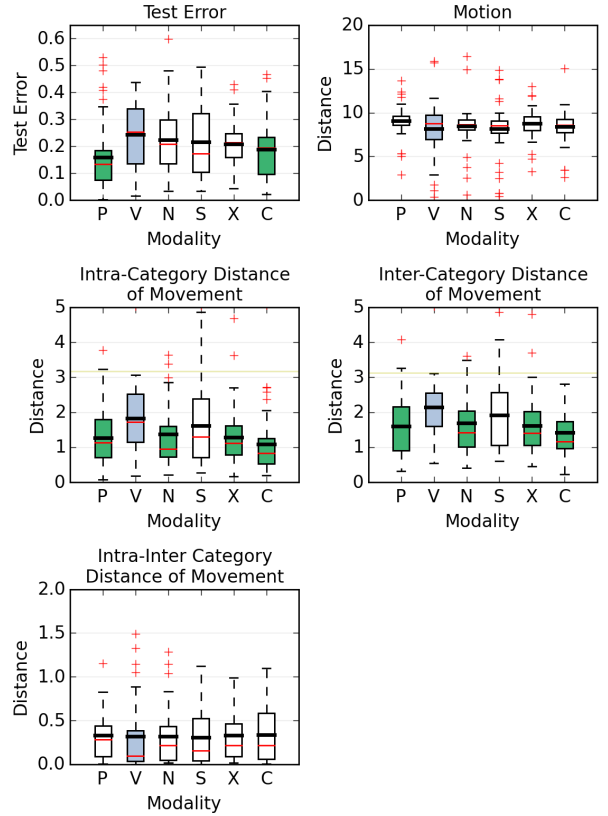 Test Error
0.6
0.5
0.4
0.3
0.2
0.1
0.0
Test Error
P V N S X C
Modality
Motion
20
15
10
5
0
Distance
P V N S X C
Modality
Intra-Category Distance
of Movement
5
4
3
2
1
0
Distance
P V N S X C
Modality
Inter-Category Distance
of Movement
5
4
3
2
1
0
Distance
P V N S X C
Modality
Intra-Inter Category
Distance of Movement
2.0
1.5
1.0
0.5
0.0
Distance
P V N S X C
Modality